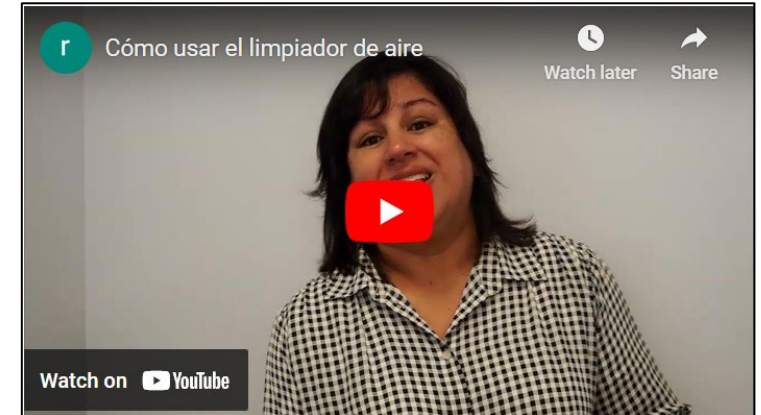 r
Cómo usar el limpiador de aire
Watch later
Share
Watch on YouTube